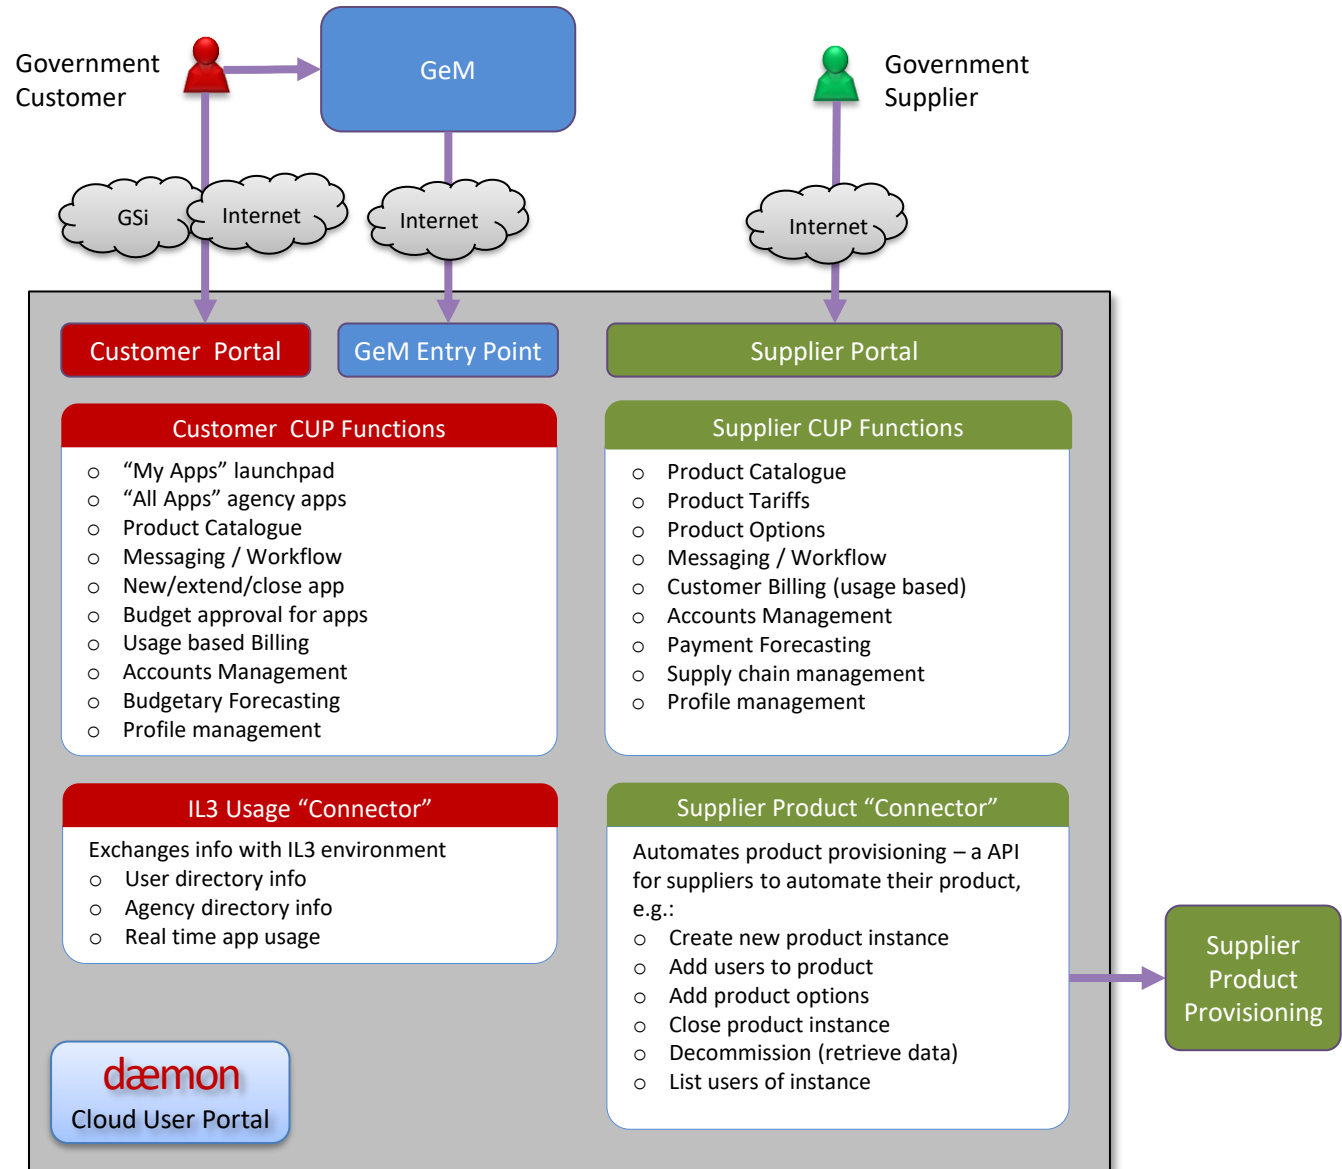 Government
Customer
GeM
Government
Supplier
GSi
Internet
Internet
Internet
Customer Portal
GeM Entry Point
Supplier Portal
Customer CUP Functions
o “My Apps” launchpad
o “All Apps” agency apps
o Product Catalogue
o Messaging / Workflow
o New/extend/close app
o Budget approval for apps
o Usage based Billing
o Accounts Management
o Budgetary Forecasting
o Profile management
Supplier CUP Functions
o Product Catalogue
o Product Tariffs
o Product Options
o Messaging / Workflow
o Customer Billing (usage based)
o Accounts Management
o Payment Forecasting
o Supply chain management
o Profile management
IL3 Usage “Connector”
Exchanges info with IL3 environment
o User directory info
o Agency directory info
o Real time app usage
Supplier Product “Connector”
Automates product provisioning – a API
for suppliers to automate their product,
e.g.:
o Create new product instance
o Add users to product
o Add product options
o Close product instance
o Decommission (retrieve data)
o List users of instance
Supplier
Product
Provisioning
dæmon
Cloud User Portal